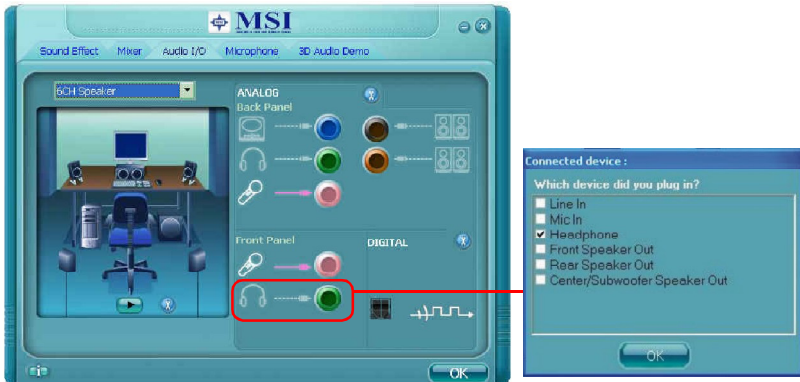 MSI
Sound Effect Mixer Audio I/O Microphone 3D Audio Demo
6CH Speaker
ANALOG
Back Panel
Front Panel
DIGITAL
OK
Connected device :
Which device did you plug in?
Line In
Mic In
Headphone
Front Speaker Out
Rear Speaker Out
Center/Subwoofer Speaker Out
OK